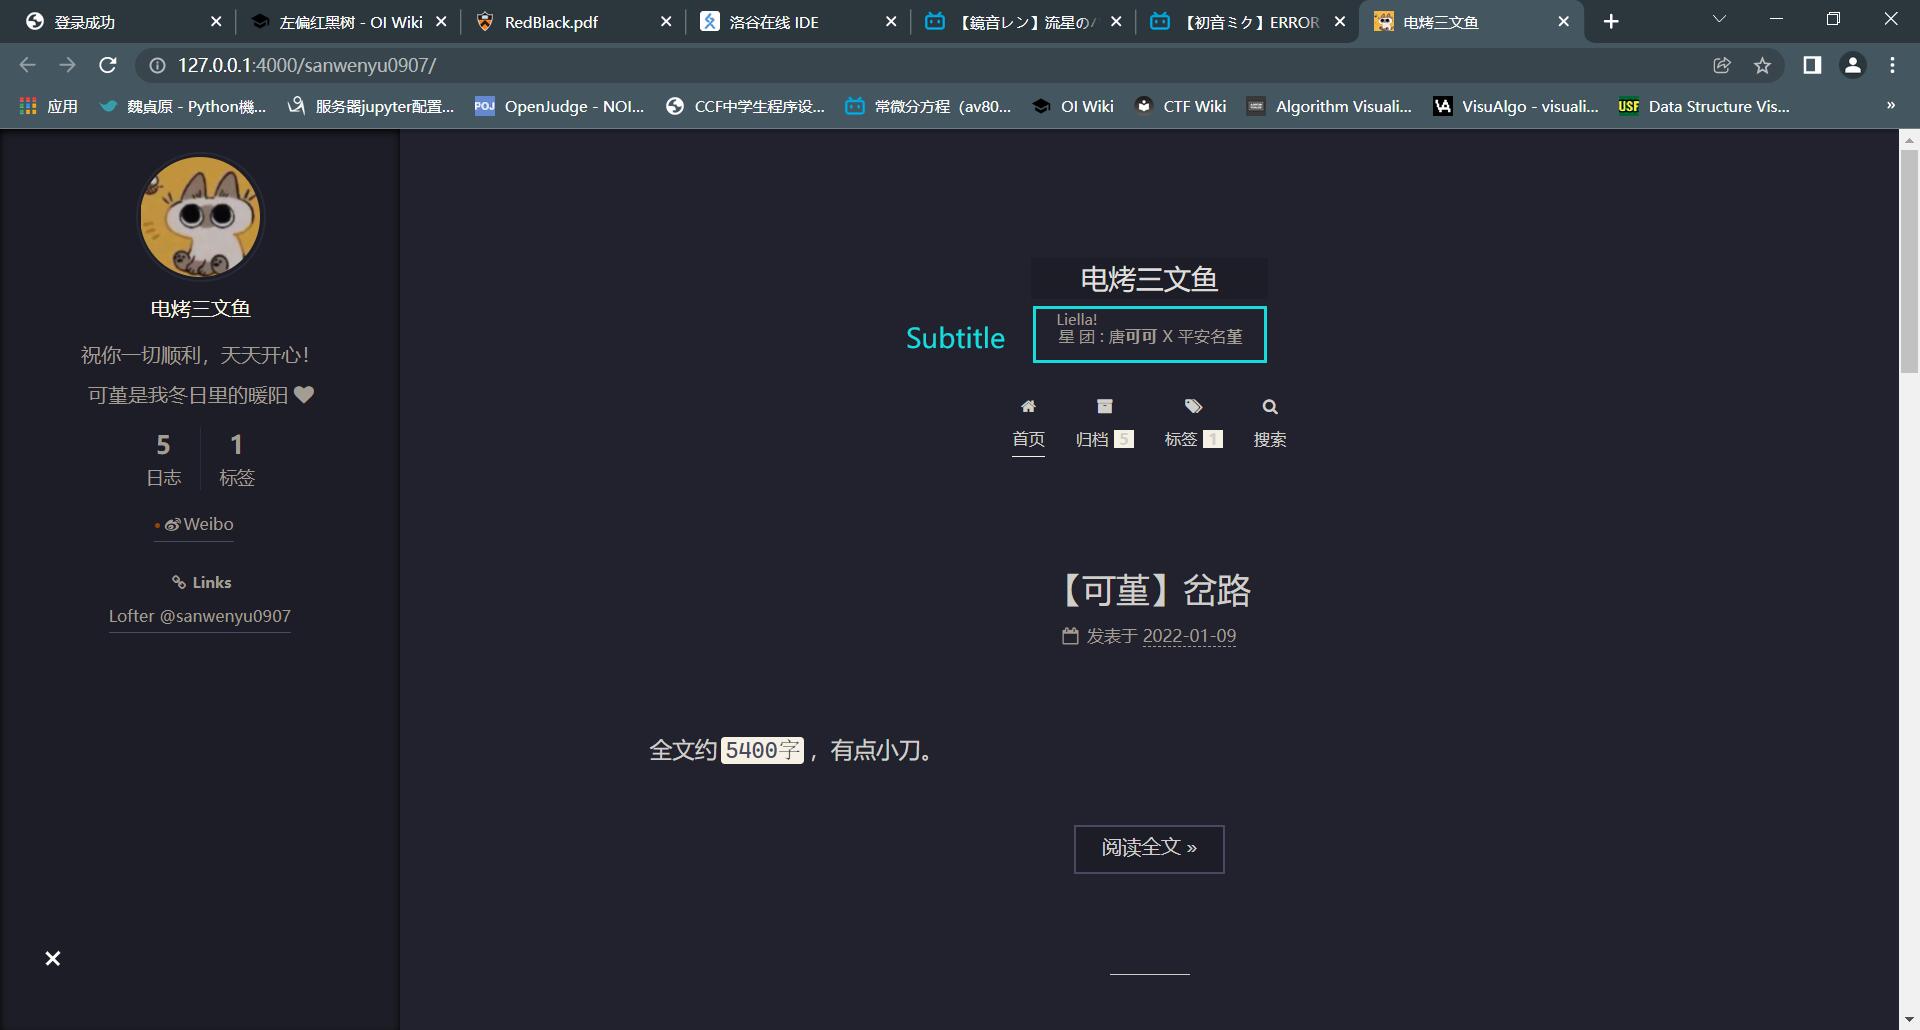 登录成功
左偏红黑树 - OI Wiki
RedBlack.pdf
洛谷在线 IDE
【鏡音レン】流星の
【初音ミク】ERROR
电烤三文鱼
127.0.0.1:4000/sanwenyu0907/
应用
魏貞原 - Python機...
服务器jupyter配置...
POJ OpenJudge - NOI...
CCF中学生程序设...
常微分方程（av80...
OI Wiki
CTF Wiki
Algorithm Visuali...
VA VisuAlgo - visuali...
USF Data Structure Vis...
»
电烤三文鱼
祝你一切顺利，天天开心！
可堇是我冬日里的暖阳
5
日志
1
标签
Weibo
Links
Lofter @sanwenyu0907
电烤三文鱼
Subtitle
Liella!
星 团 : 唐可可 X 平安名堇
首页
归档 5
标签 1
搜索
【可堇】岔路
发表于 2022-01-09
全文约 5400字 ，有点小刀。
阅读全文 »